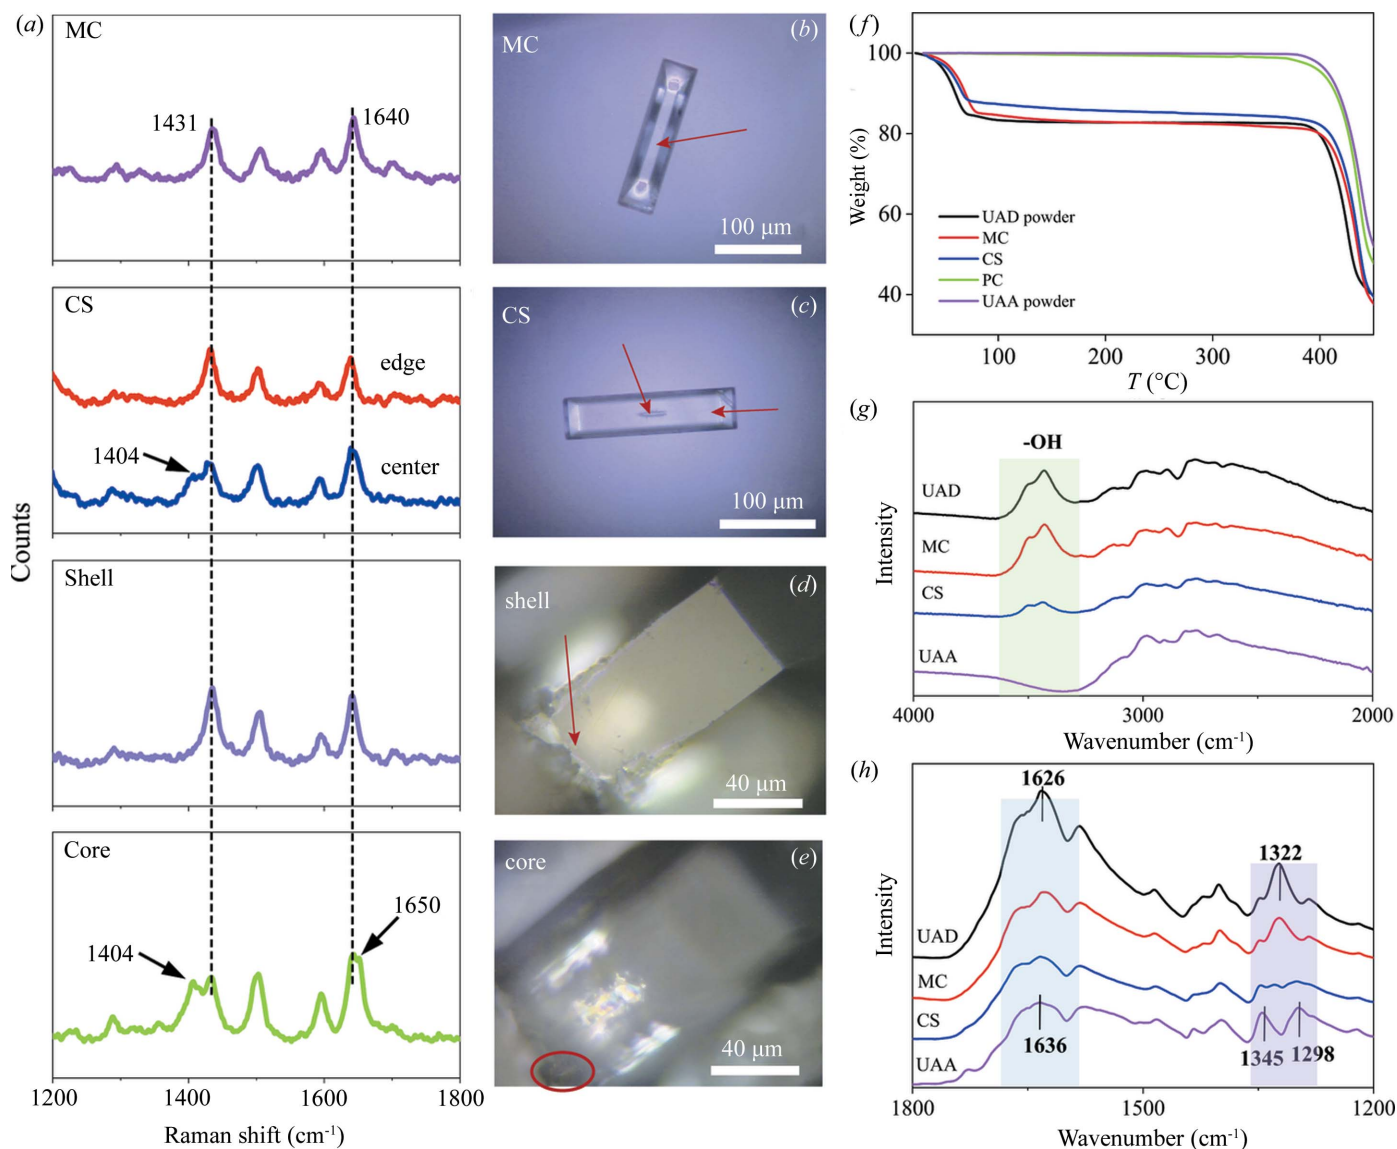 (a)
MC
1431
1640
CS
edge
1404
center
Shell
Core
1404
1650
Counts
1200
1400
1600
1800
Raman shift (cm⁻¹)
(b)
MC
100 μm
(c)
CS
100 μm
(d)
shell
40 μm
(e)
core
40 μm
(f)
100
80
60
40
Weight (%)
UAD powder
MC
CS
PC
UAA powder
100
200
300
400
T (°C)
(g)
-OH
UAD
MC
CS
UAA
Intensity
4000
3000
2000
Wavenumber (cm⁻¹)
(h)
1626
1322
UAD
MC
CS
UAA
1636
1345
1298
Intensity
1800
1500
1200
Wavenumber (cm⁻¹)